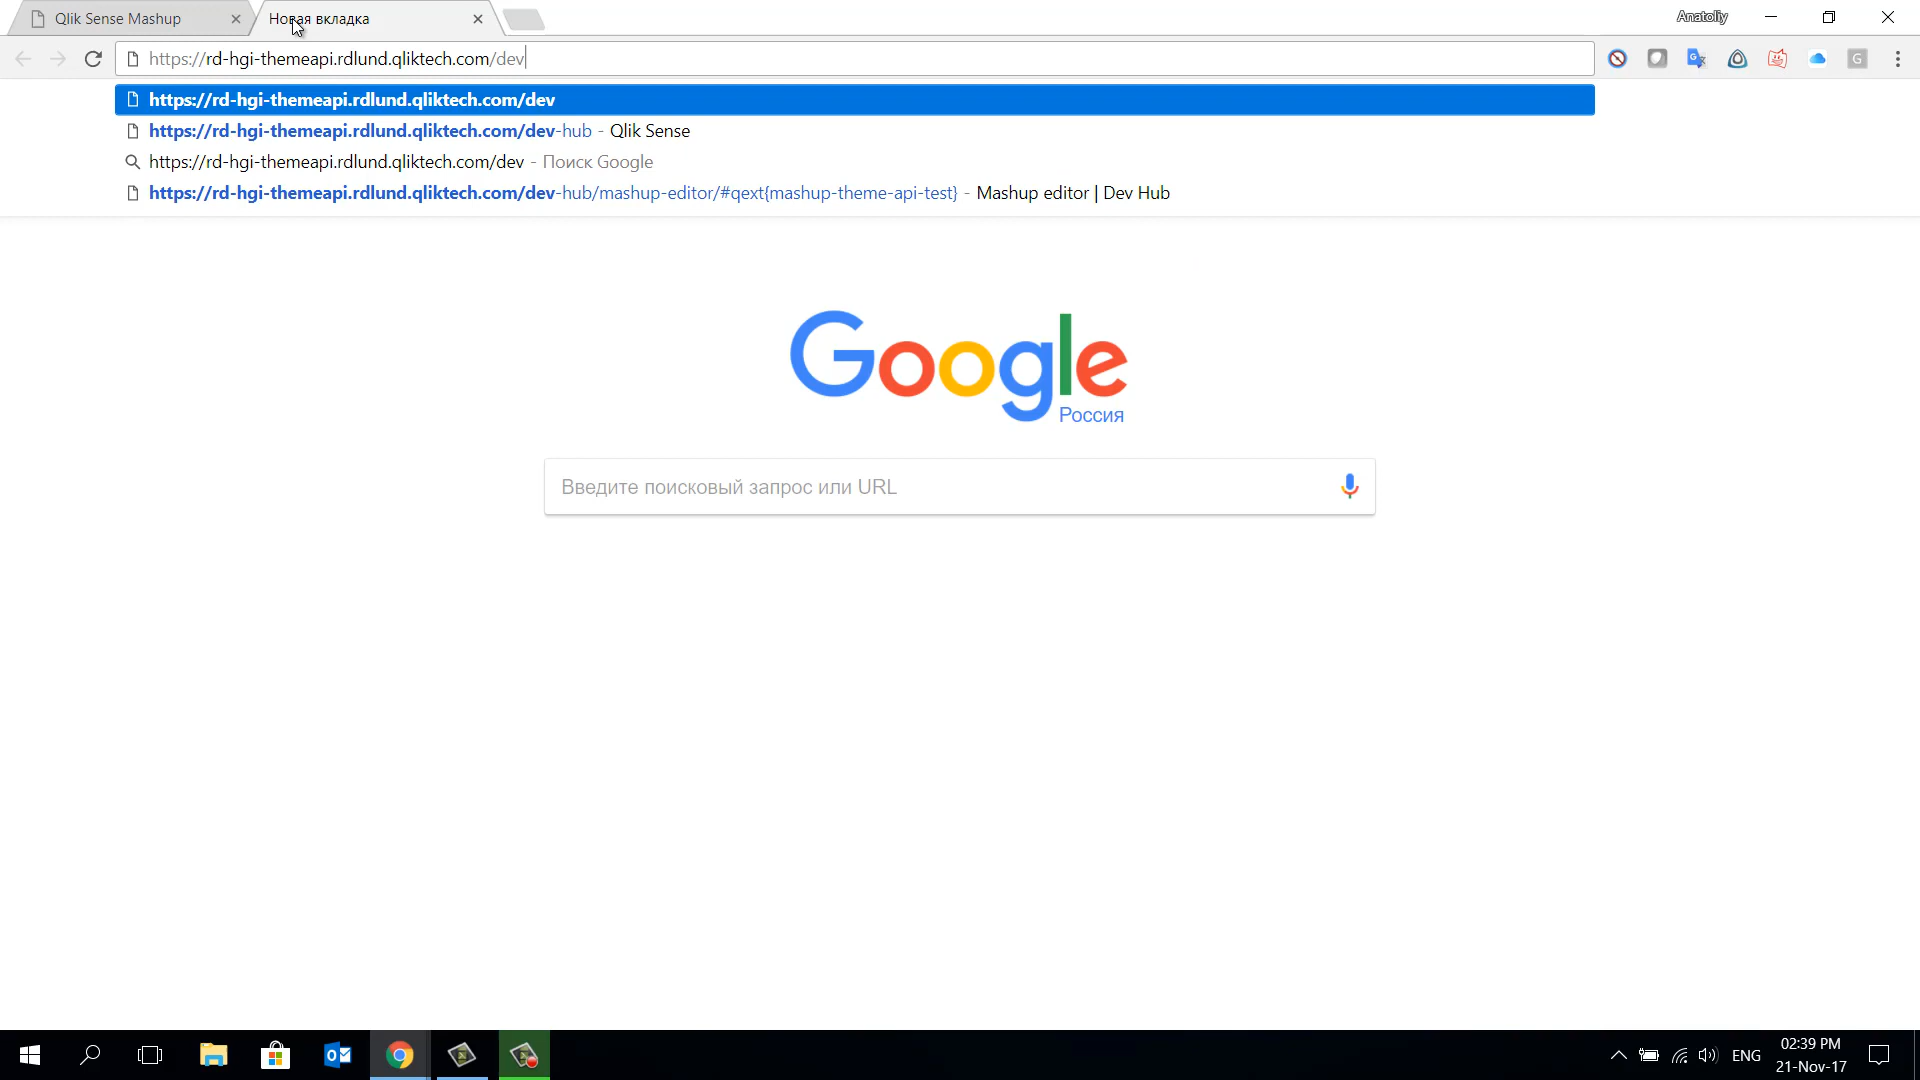 Qlik Sense Mashup
Новая вкладка
Anatoliy
https://rd-hgi-themeapi.rdlund.qliktech.com/dev
https://rd-hgi-themeapi.rdlund.qliktech.com/dev
https://rd-hgi-themeapi.rdlund.qliktech.com/dev-hub - Qlik Sense
https://rd-hgi-themeapi.rdlund.qliktech.com/dev - Поиск Google
https://rd-hgi-themeapi.rdlund.qliktech.com/dev-hub/mashup-editor/#qext{mashup-theme-api-test} - Mashup editor | Dev Hub
Google
Россия
Введите поисковый запрос или URL
ENG
02:39 PM
21-Nov-17